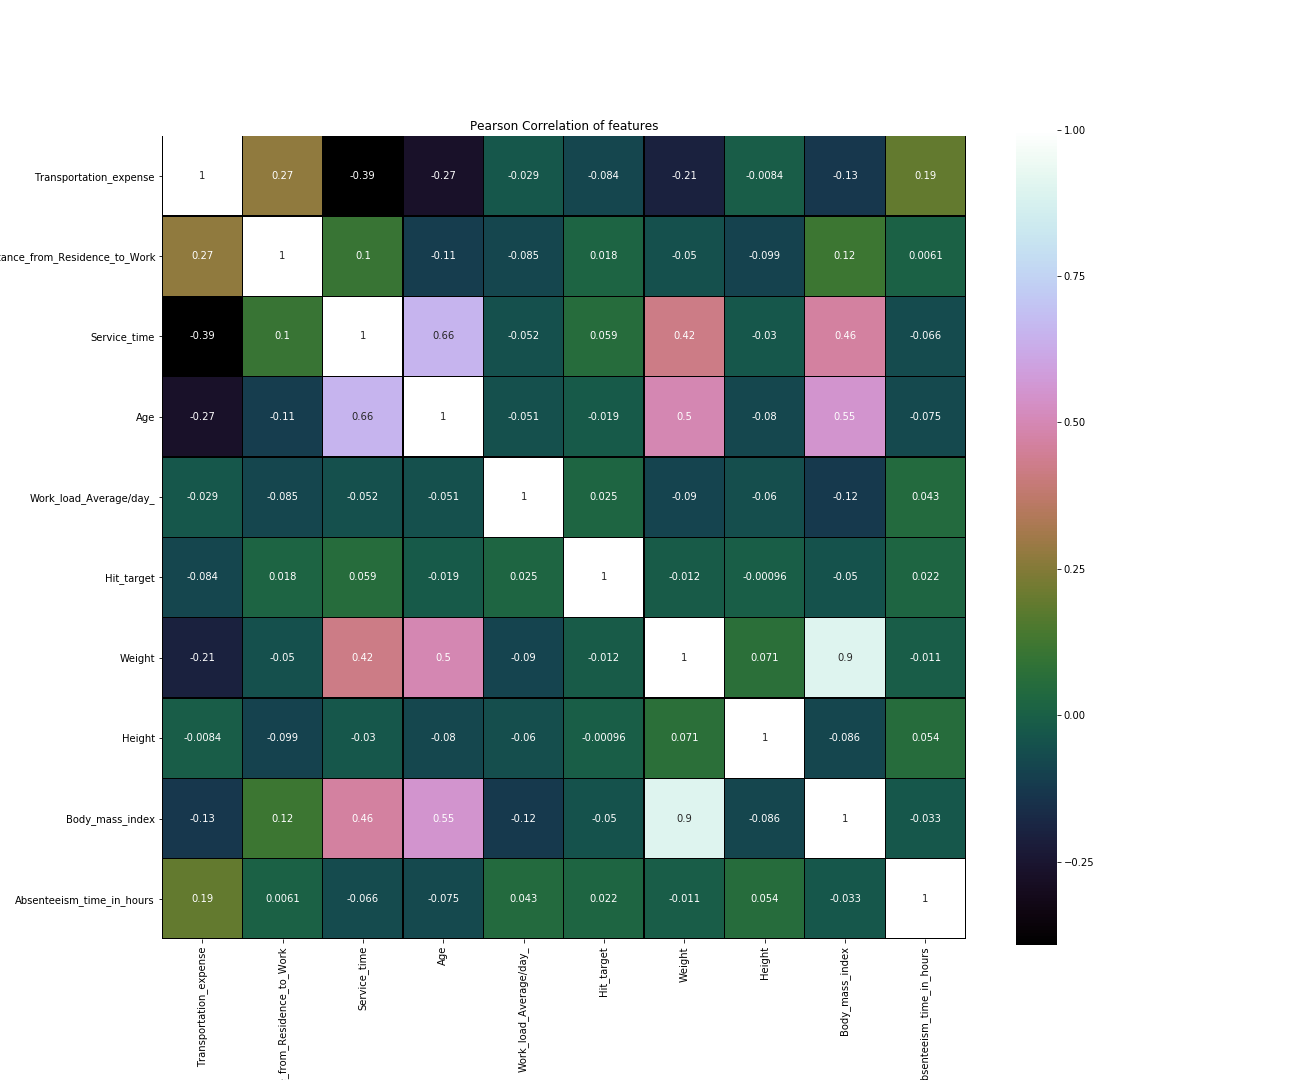 Pearson Correlation of features
Transportation_expense 1 0.27 -0.39 -0.27 -0.029 -0.084 -0.21 -0.0084 -0.13 0.19
tance_from_Residence_to_Work 0.27 1 0.1 -0.11 -0.085 0.018 -0.05 -0.099 0.12 0.0061
Service_time -0.39 0.1 1 0.66 -0.052 0.059 0.42 -0.03 0.46 -0.066
Age -0.27 -0.11 0.66 1 -0.051 -0.019 0.5 -0.08 0.55 -0.075
Work_load_Average/day_ -0.029 -0.085 -0.052 -0.051 1 0.025 -0.09 -0.06 -0.12 0.043
Hit_target -0.084 0.018 0.059 -0.019 0.025 1 -0.012 -0.00096 -0.05 0.022
Weight -0.21 -0.05 0.42 0.5 -0.09 -0.012 1 0.071 0.9 -0.011
Height -0.0084 -0.099 -0.03 -0.08 -0.06 -0.00096 0.071 1 -0.086 0.054
Body_mass_index -0.13 0.12 0.46 0.55 -0.12 -0.05 0.9 -0.086 1 -0.033
Absenteeism_time_in_hours 0.19 0.0061 -0.066 -0.075 0.043 0.022 -0.011 0.054 -0.033 1
Transportation_expense
_from_Residence_to_Work
Service_time
Age
Work_load_Average/day_
Hit_target
Weight
Height
Body_mass_index
bsenteeism_time_in_hours
1.00
0.75
0.50
0.25
0.00
−0.25